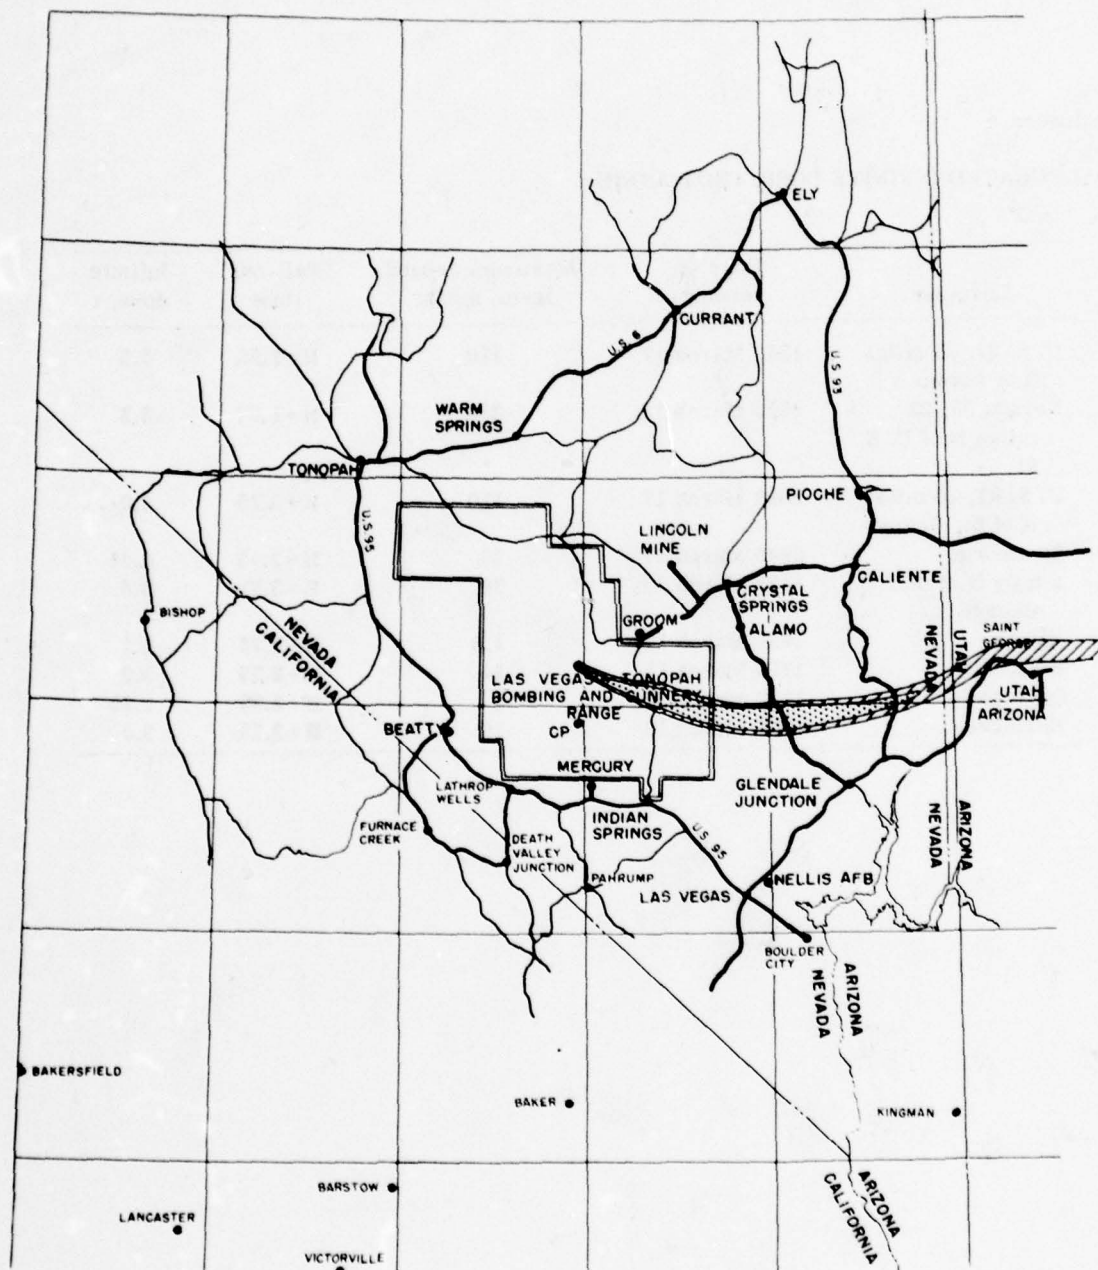 ELY
CURRANT
U.S. 6
U.S. 93
WARM
SPRINGS
TONOPAH
PIOCHE
U.S. 95
LINCOLN
MINE
CALIENTE
CRYSTAL
SPRINGS
BISHOP
GROOM
ALAMO
NEVADA
CALIFORNIA
UTAH
NEVADA
SAINT
GEORGE
LAS VEGAS - TONOPAH
BOMBING AND GUNNERY
RANGE
UTAH
ARIZONA
BEATTY
CP
MERCURY
LATHROP
WELLS
GLENDALE
JUNCTION
INDIAN
SPRINGS
FURNACE
CREEK
U.S. 95
ARIZONA
NEVADA
DEATH
VALLEY
JUNCTION
PAHRUMP
NELLIS AFB
LAS VEGAS
BOULDER
CITY
ARIZONA
NEVADA
BAKERSFIELD
BAKER
KINGMAN
BARSTOW
LANCASTER
ARIZONA
CALIFORNIA
VICTORVILLE